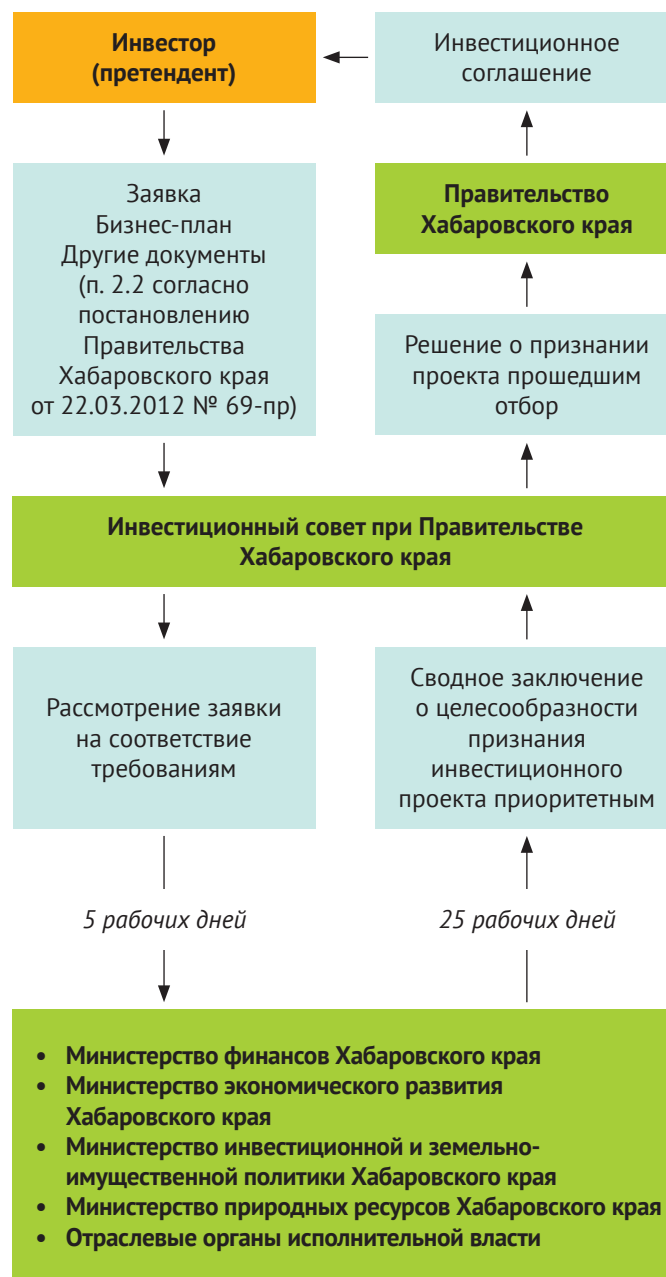 Инвестор
(претендент)
Инвестиционное
соглашение
Заявка
Бизнес-план
Другие документы
(п. 2.2 согласно
постановлению
Правительства
Хабаровского края
от 22.03.2012 № 69-пр)
Правительство
Хабаровского края
Решение о признании
проекта прошедшим
отбор
Инвестиционный совет при Правительстве
Хабаровского края
Рассмотрение заявки
на соответствие
требованиям
Сводное заключение
о целесообразности
признания
инвестиционного
проекта приоритетным
5 рабочих дней
25 рабочих дней
• Министерство финансов Хабаровского края
• Министерство экономического развития
Хабаровского края
• Министерство инвестиционной и земельно-
имущественной политики Хабаровского края
• Министерство природных ресурсов Хабаровского края
• Отраслевые органы исполнительной власти